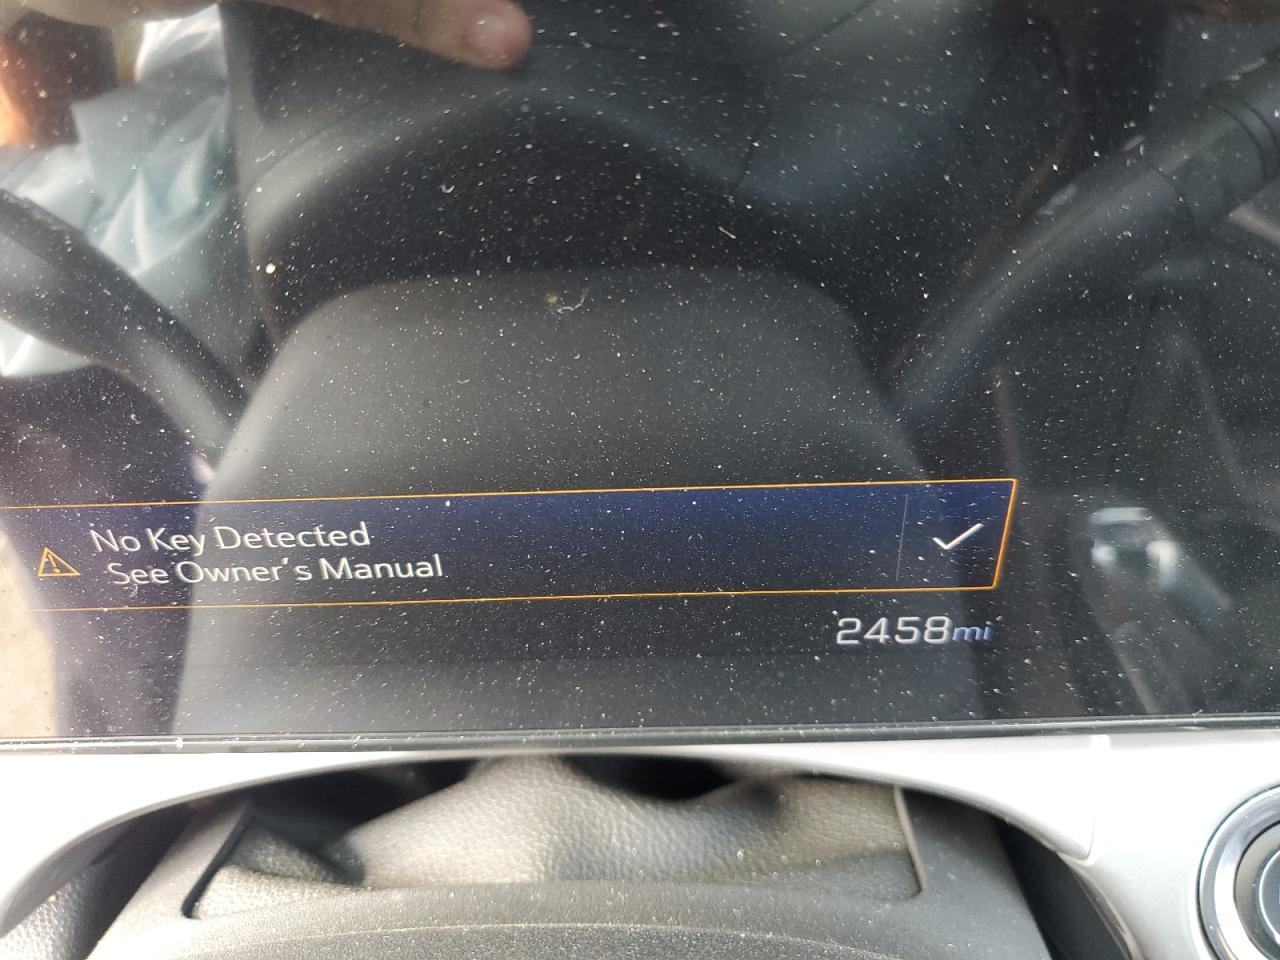 No Key Detected
See Owner's Manual
2458mi